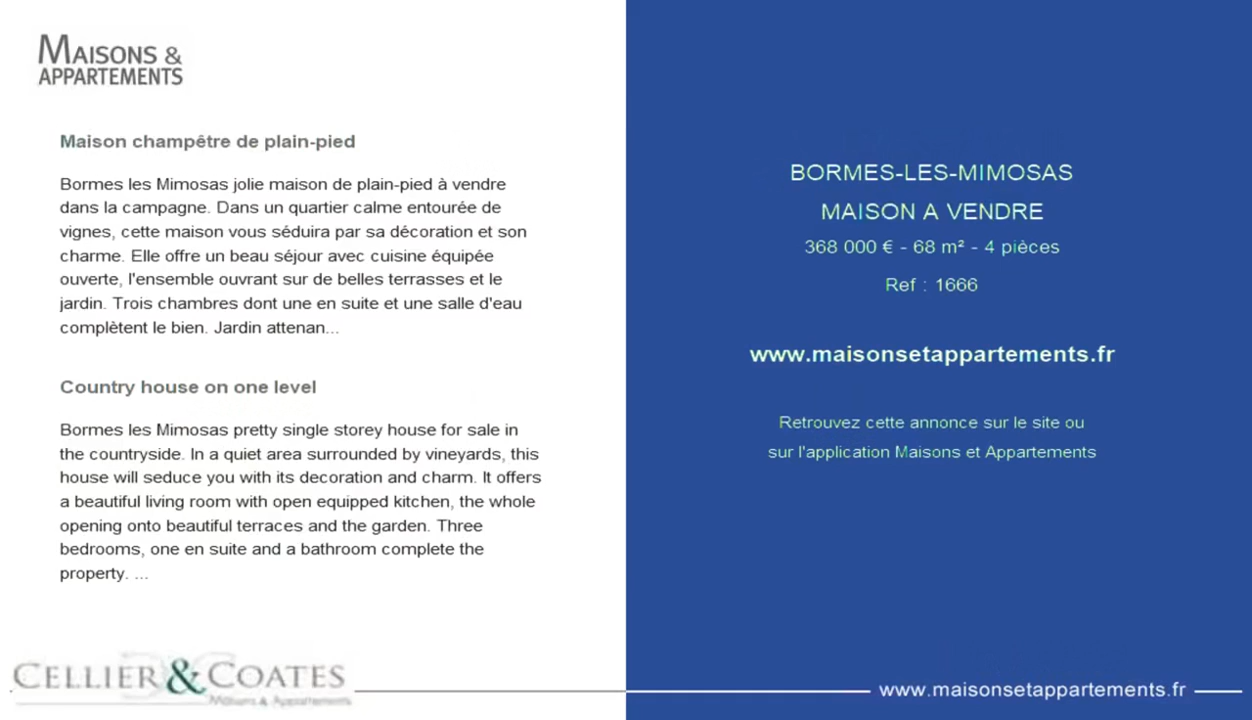 MAISONS &
APPARTEMENTS
Maison champêtre de plain-pied
Bormes les Mimosas jolie maison de plain-pied à vendre
dans la campagne. Dans un quartier calme entourée de
vignes, cette maison vous séduira par sa décoration et son
charme. Elle offre un beau séjour avec cuisine équipée
ouverte, l'ensemble ouvrant sur de belles terrasses et le
jardin. Trois chambres dont une en suite et une salle d'eau
complètent le bien. Jardin attenan...
Country house on one level
Bormes les Mimosas pretty single storey house for sale in
the countryside. In a quiet area surrounded by vineyards, this
house will seduce you with its decoration and charm. It offers
a beautiful living room with open equipped kitchen, the whole
opening onto beautiful terraces and the garden. Three
bedrooms, one en suite and a bathroom complete the
property. ...
CELLIER & COATES
Maisons & Appartements
BORMES-LES-MIMOSAS
MAISON A VENDRE
368 000 € - 68 m² - 4 pièces
Ref : 1666
www.maisonsetappartements.fr
Retrouvez cette annonce sur le site ou
sur l'application Maisons et Appartements
www.maisonsetappartements.fr